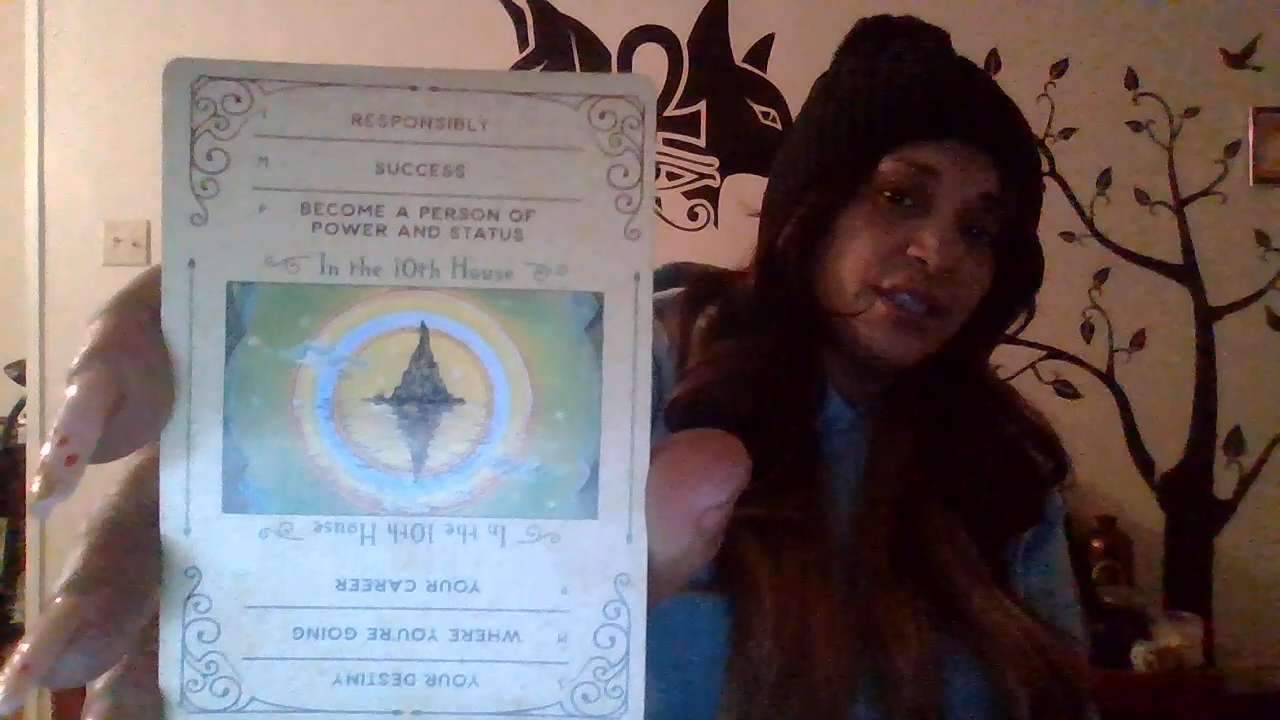 S RESPONSIBLY
M SUCCESS
P BECOME A PERSON OF
POWER AND STATUS
In the 10th House
In the 10th House
P YOUR CAREER
M WHERE YOU'RE GOING
S YOUR DESTINY